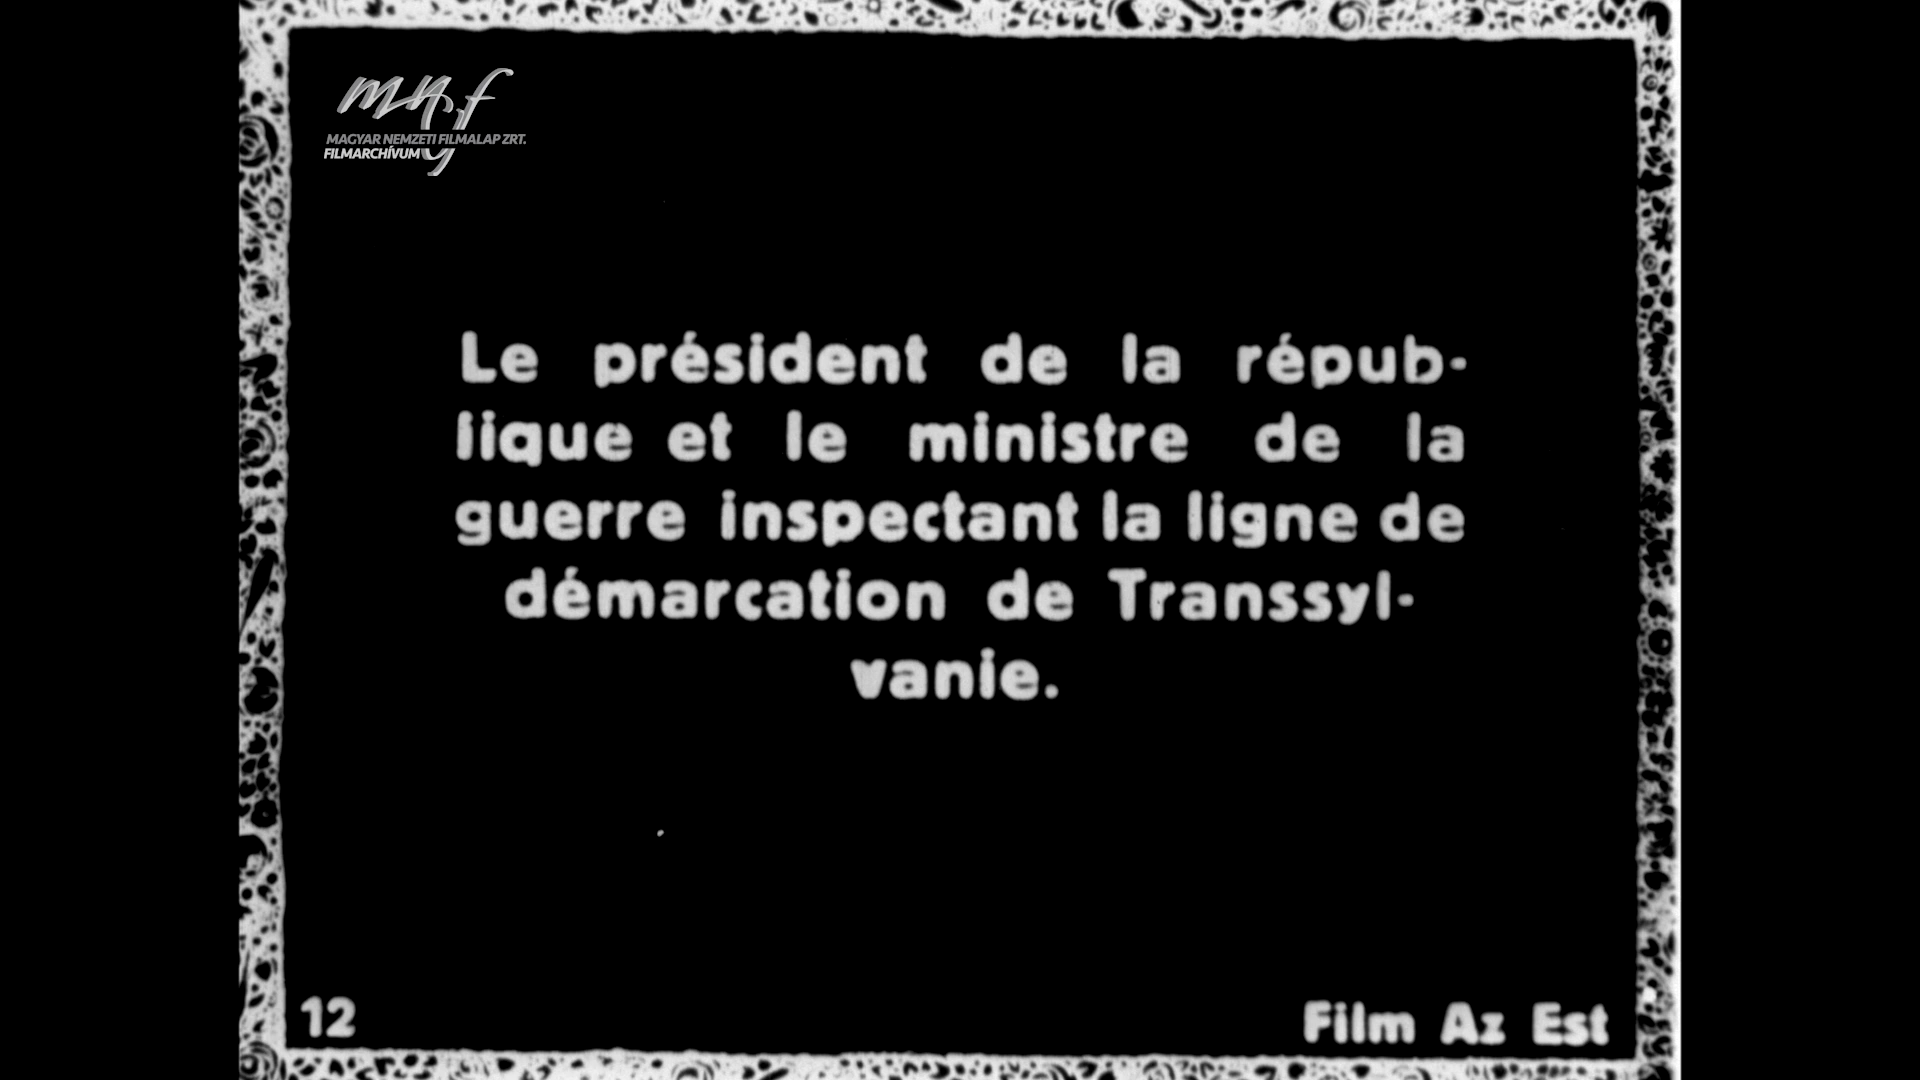 mnf
MAGYAR NEMZETI FILMALAP ZRT.
FILMARCHÍVUM
Le président de la répub-
lique et le ministre de la
guerre inspectant la ligne de
démarcation de Transsyl-
vanie.
12
Film Az Est